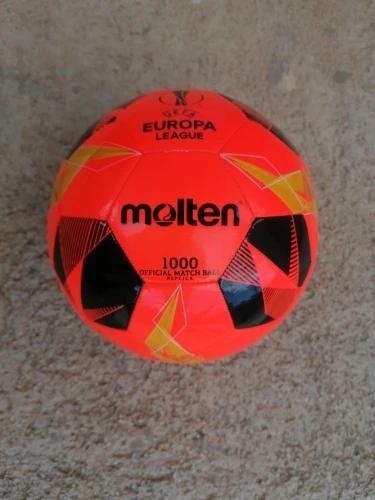 UEFA
EUROPA
LEAGUE
molten
1000
OFFICIAL MATCH BALL
REPLICA